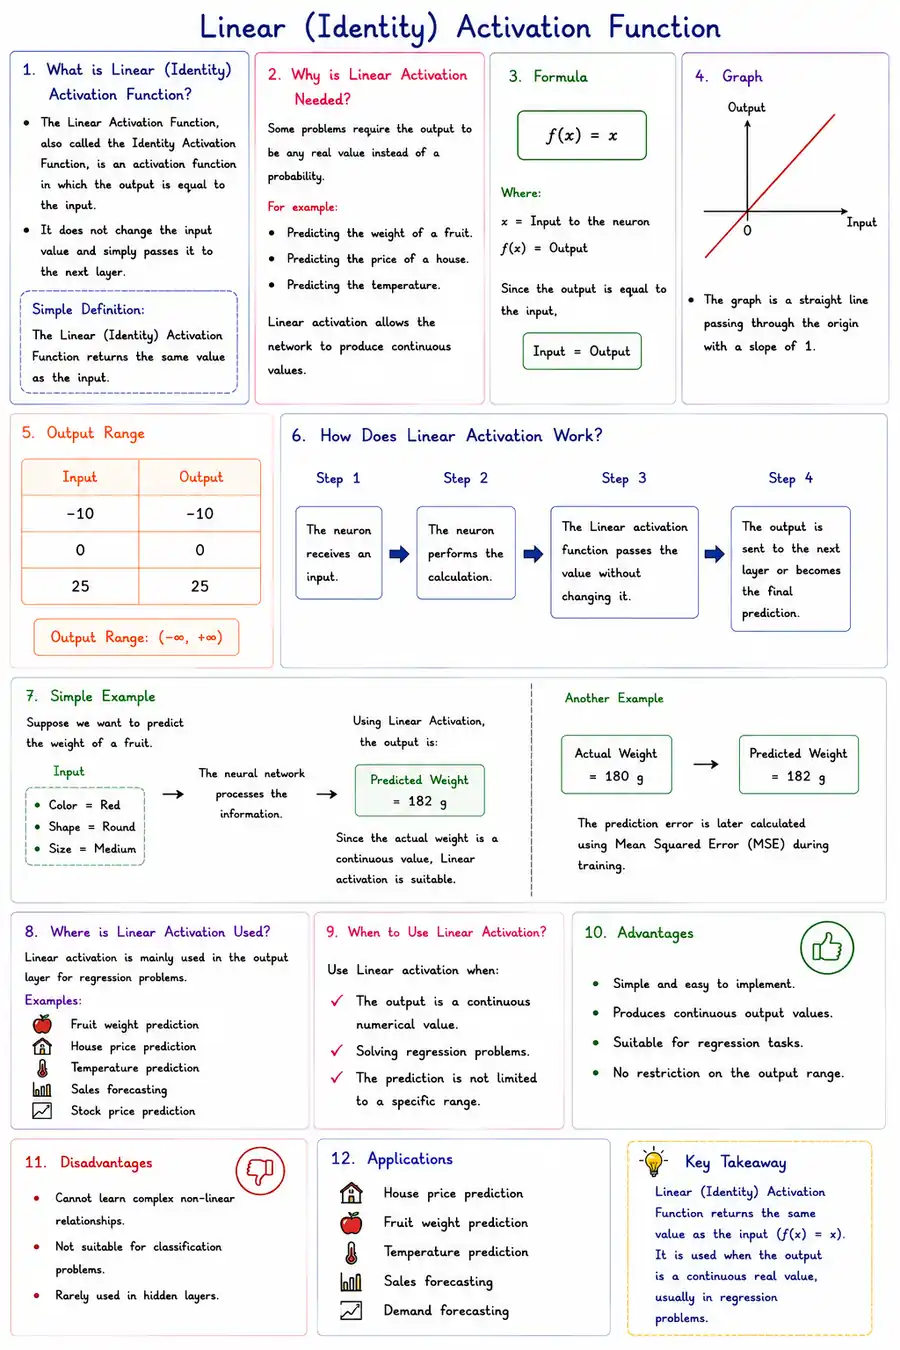 Linear (Identity) Activation Function
1. What is Linear (Identity)
Activation Function?
• The Linear Activation Function,
also called the Identity Activation
Function, is an activation function
in which the output is equal to
the input.
• It does not change the input
value and simply passes it to
the next layer.
Simple Definition:
The Linear (Identity) Activation
Function returns the same value
as the input.
2. Why is Linear Activation
Needed?
Some problems require the output to
be any real value instead of a
probability.
For example:
• Predicting the weight of a fruit.
• Predicting the price of a house.
• Predicting the temperature.
Linear activation allows the
network to produce continuous
values.
3. Formula
f(x) = x
Where:
x = Input to the neuron
f(x) = Output
Since the output is equal to
the input,
Input = Output
4. Graph
Output
Input
0
• The graph is a straight line
passing through the origin
with a slope of 1.
5. Output Range
Input Output
-10 -10
0 0
25 25
Output Range: (-∞, +∞)
6. How Does Linear Activation Work?
Step 1
The neuron
receives an
input.
Step 2
The neuron
performs the
calculation.
Step 3
The Linear activation
function passes the
value without
changing it.
Step 4
The output is
sent to the next
layer or becomes
the final
prediction.
7. Simple Example
Suppose we want to predict
the weight of a fruit.
Input
• Color = Red
• Shape = Round
• Size = Medium
The neural network
processes the
information.
Using Linear Activation,
the output is:
Predicted Weight
= 182 g
Since the actual weight is a
continuous value, Linear
activation is suitable.
Another Example
Actual Weight
= 180 g
Predicted Weight
= 182 g
The prediction error is later calculated
using Mean Squared Error (MSE) during
training.
8. Where is Linear Activation Used?
Linear activation is mainly used in the output
layer for regression problems.
Examples:
Fruit weight prediction
House price prediction
Temperature prediction
Sales forecasting
Stock price prediction
9. When to Use Linear Activation?
Use Linear activation when:
✓ The output is a continuous
numerical value.
✓ Solving regression problems.
✓ The prediction is not limited
to a specific range.
10. Advantages
• Simple and easy to implement.
• Produces continuous output values.
• Suitable for regression tasks.
• No restriction on the output range.
11. Disadvantages
• Cannot learn complex non-linear
relationships.
• Not suitable for classification
problems.
• Rarely used in hidden layers.
12. Applications
House price prediction
Fruit weight prediction
Temperature prediction
Sales forecasting
Demand forecasting
Key Takeaway
Linear (Identity) Activation
Function returns the same
value as the input (f(x) = x).
It is used when the output
is a continuous real value,
usually in regression
problems.